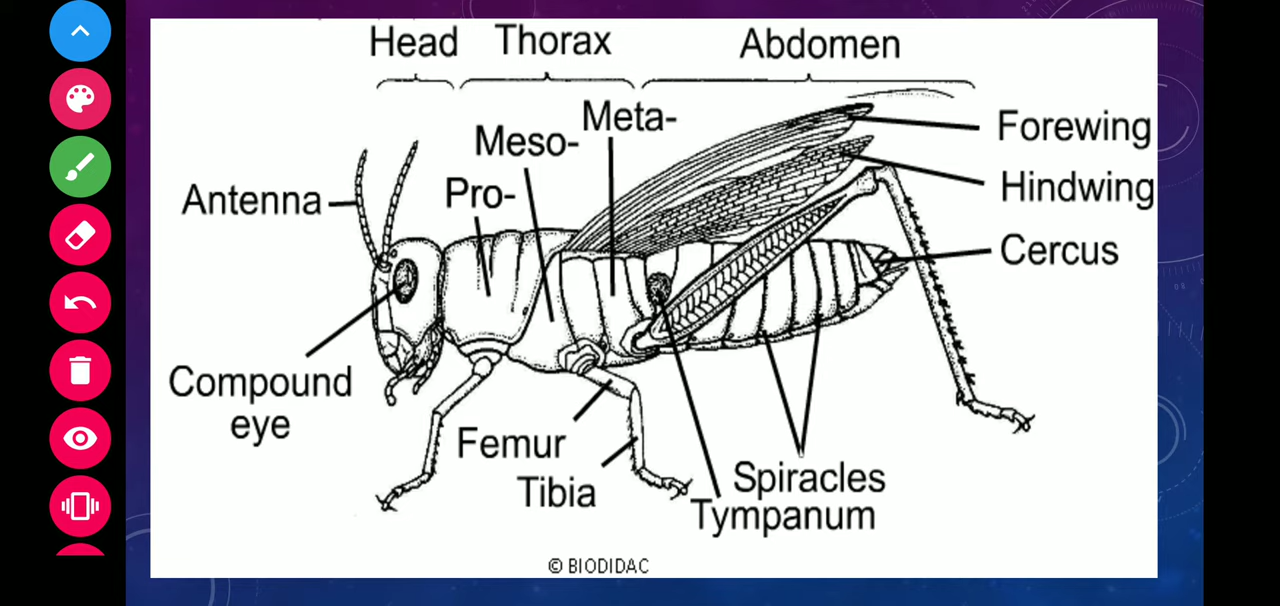 Head
Thorax
Abdomen
Meta-
Meso-
Pro-
Antenna
Forewing
Hindwing
Cercus
Compound
eye
Femur
Tibia
Spiracles
Tympanum
© BIODIDAC